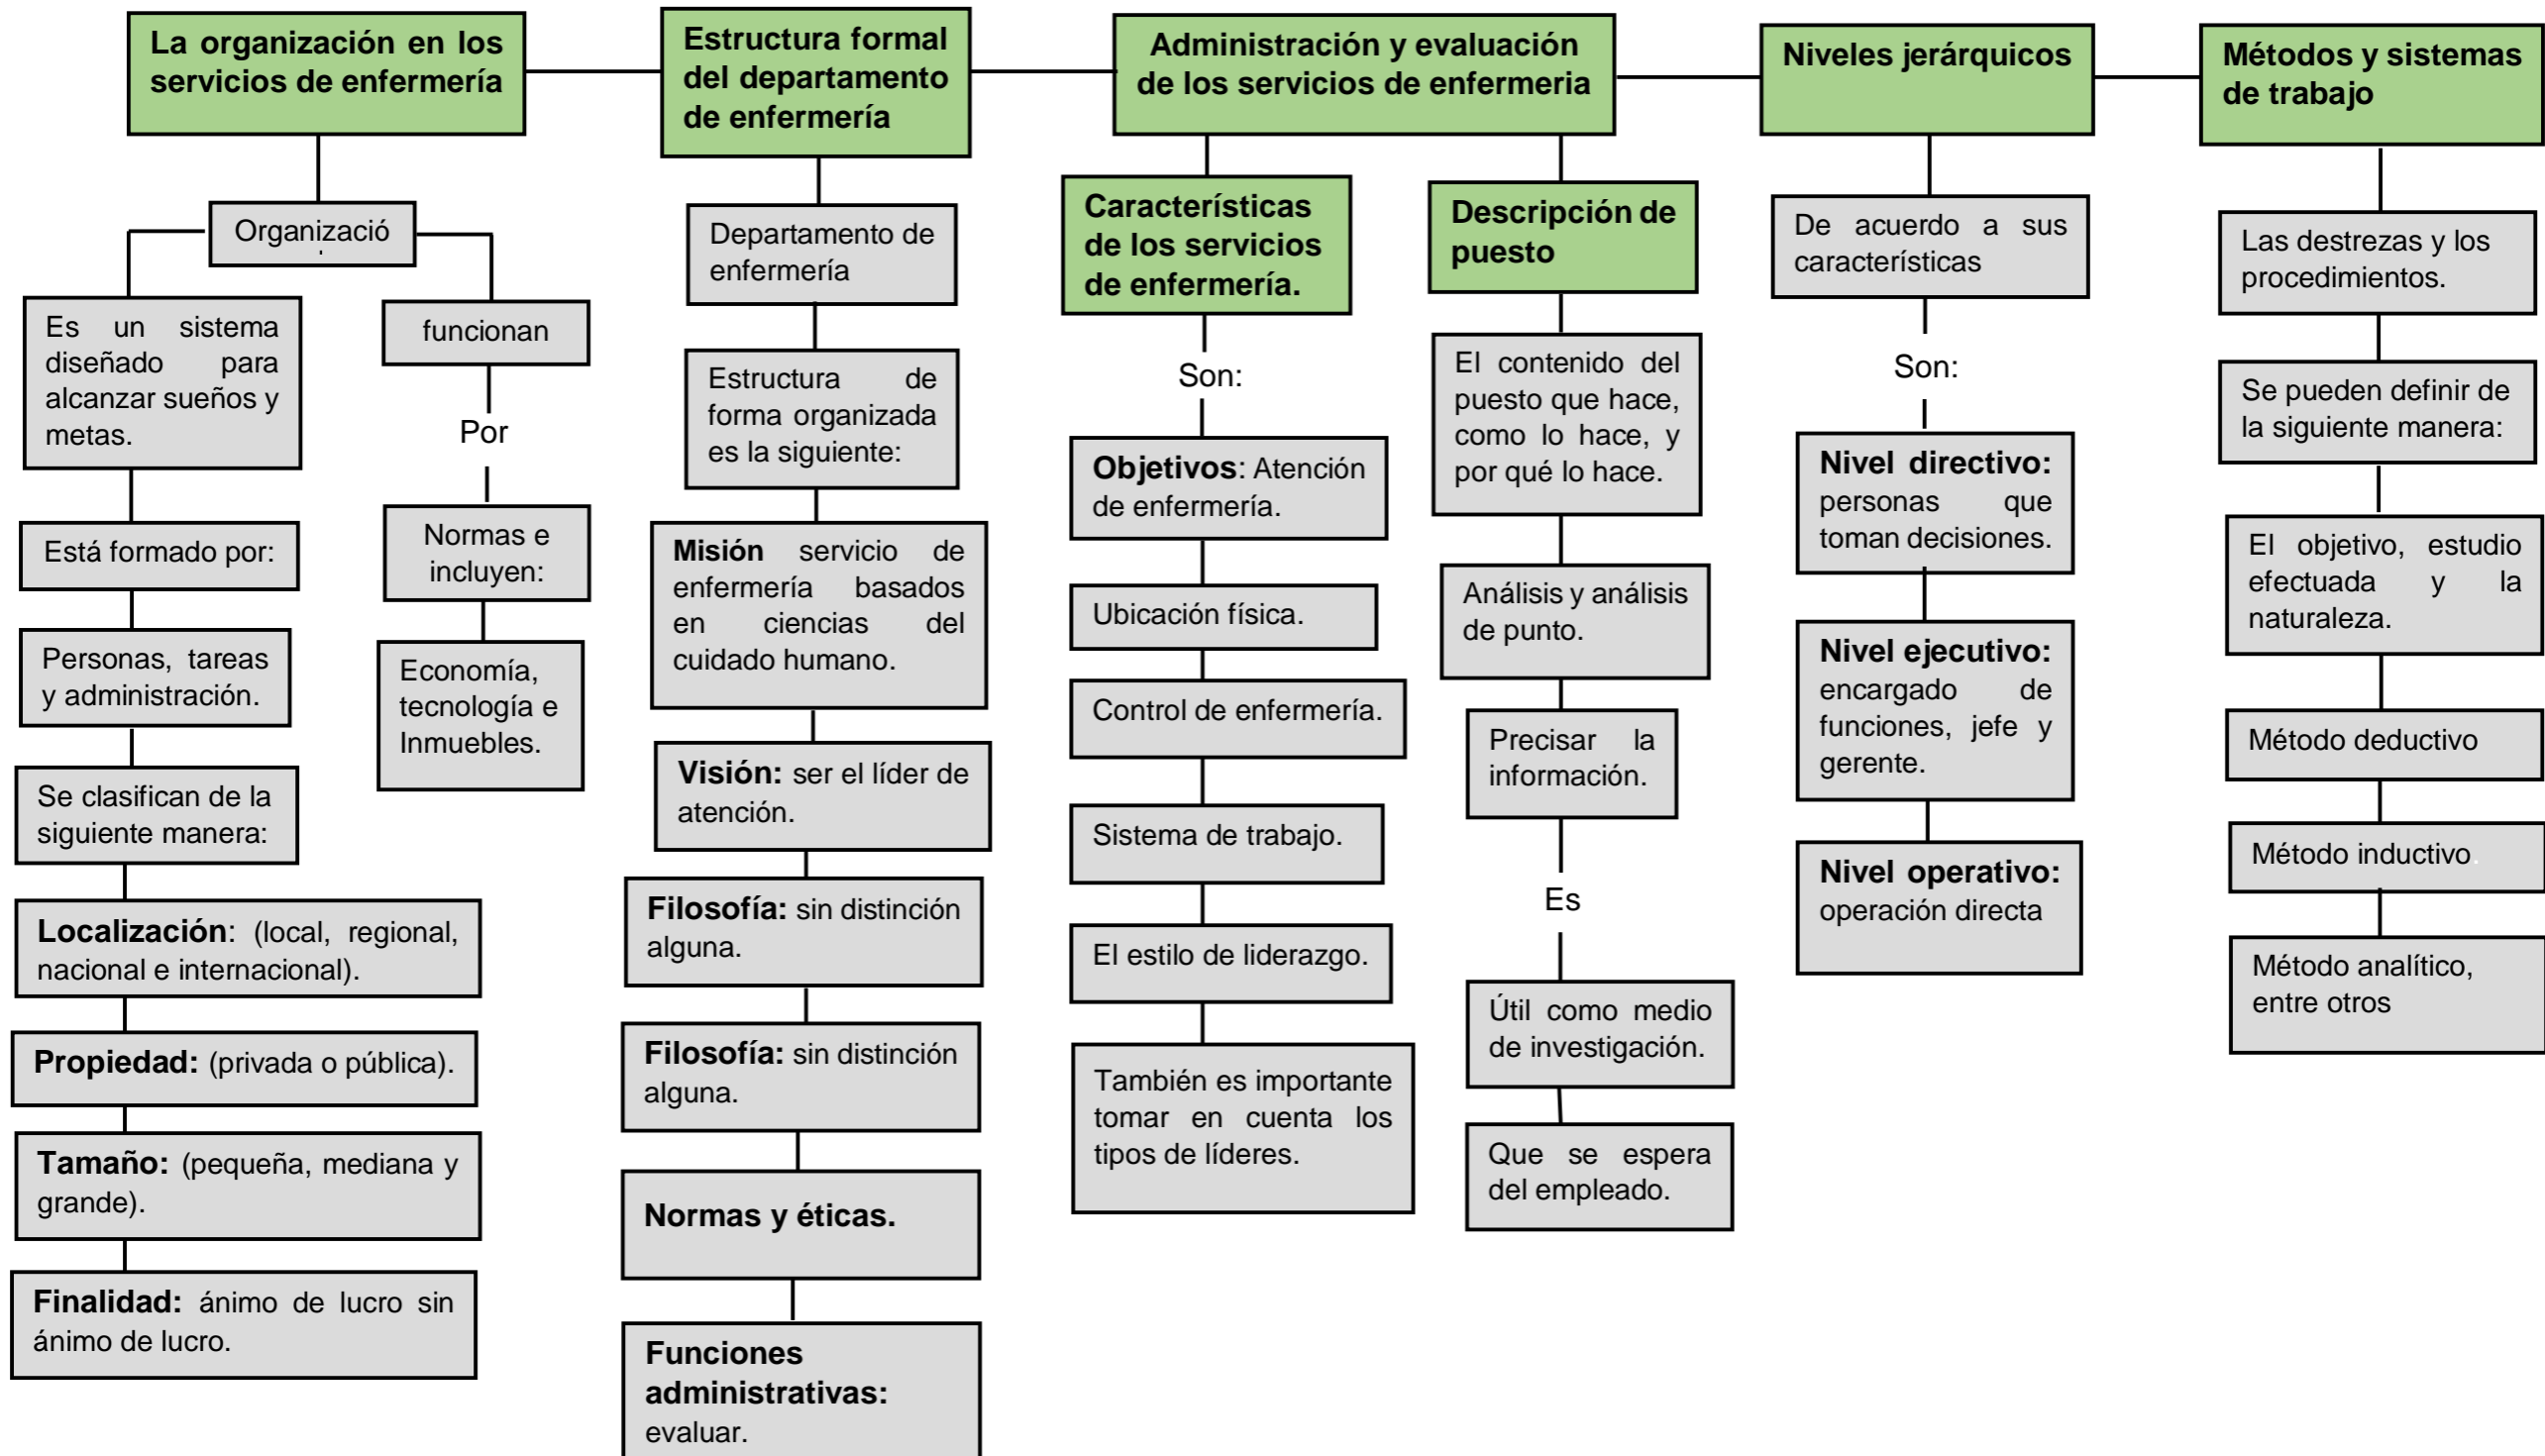 La organización en los
servicios de enfermería
Estructura formal
del departamento
de enfermería
Administración y evaluación
de los servicios de enfermeria
Niveles jerárquicos
Métodos y sistemas
de trabajo
Organizació
Es un sistema
diseñado para
alcanzar sueños y
metas.
Está formado por:
Personas, tareas
y administración.
Se clasifican de la
siguiente manera:
Localización: (local, regional,
nacional e internacional).
Propiedad: (privada o pública).
Tamaño: (pequeña, mediana y
grande).
Finalidad: ánimo de lucro sin
ánimo de lucro.
funcionan
Por
Normas e
incluyen:
Economía,
tecnología e
Inmuebles.
Departamento de
enfermería
Estructura de
forma organizada
es la siguiente:
Misión servicio de
enfermería basados
en ciencias del
cuidado humano.
Visión: ser el líder de
atención.
Filosofía: sin distinción
alguna.
Filosofía: sin distinción
alguna.
Normas y éticas.
Funciones
administrativas:
evaluar.
Características
de los servicios
de enfermería.
Son:
Objetivos: Atención
de enfermería.
Ubicación física.
Control de enfermería.
Sistema de trabajo.
El estilo de liderazgo.
También es importante
tomar en cuenta los
tipos de líderes.
Descripción de
puesto
El contenido del
puesto que hace,
como lo hace, y
por qué lo hace.
Análisis y análisis
de punto.
Precisar la
información.
Es
Útil como medio
de investigación.
Que se espera
del empleado.
De acuerdo a sus
características
Son:
Nivel directivo:
personas que
toman decisiones.
Nivel ejecutivo:
encargado de
funciones, jefe y
gerente.
Nivel operativo:
operación directa
Las destrezas y los
procedimientos.
Se pueden definir de
la siguiente manera:
El objetivo, estudio
efectuada y la
naturaleza.
Método deductivo
Método inductivo.
Método analítico,
entre otros